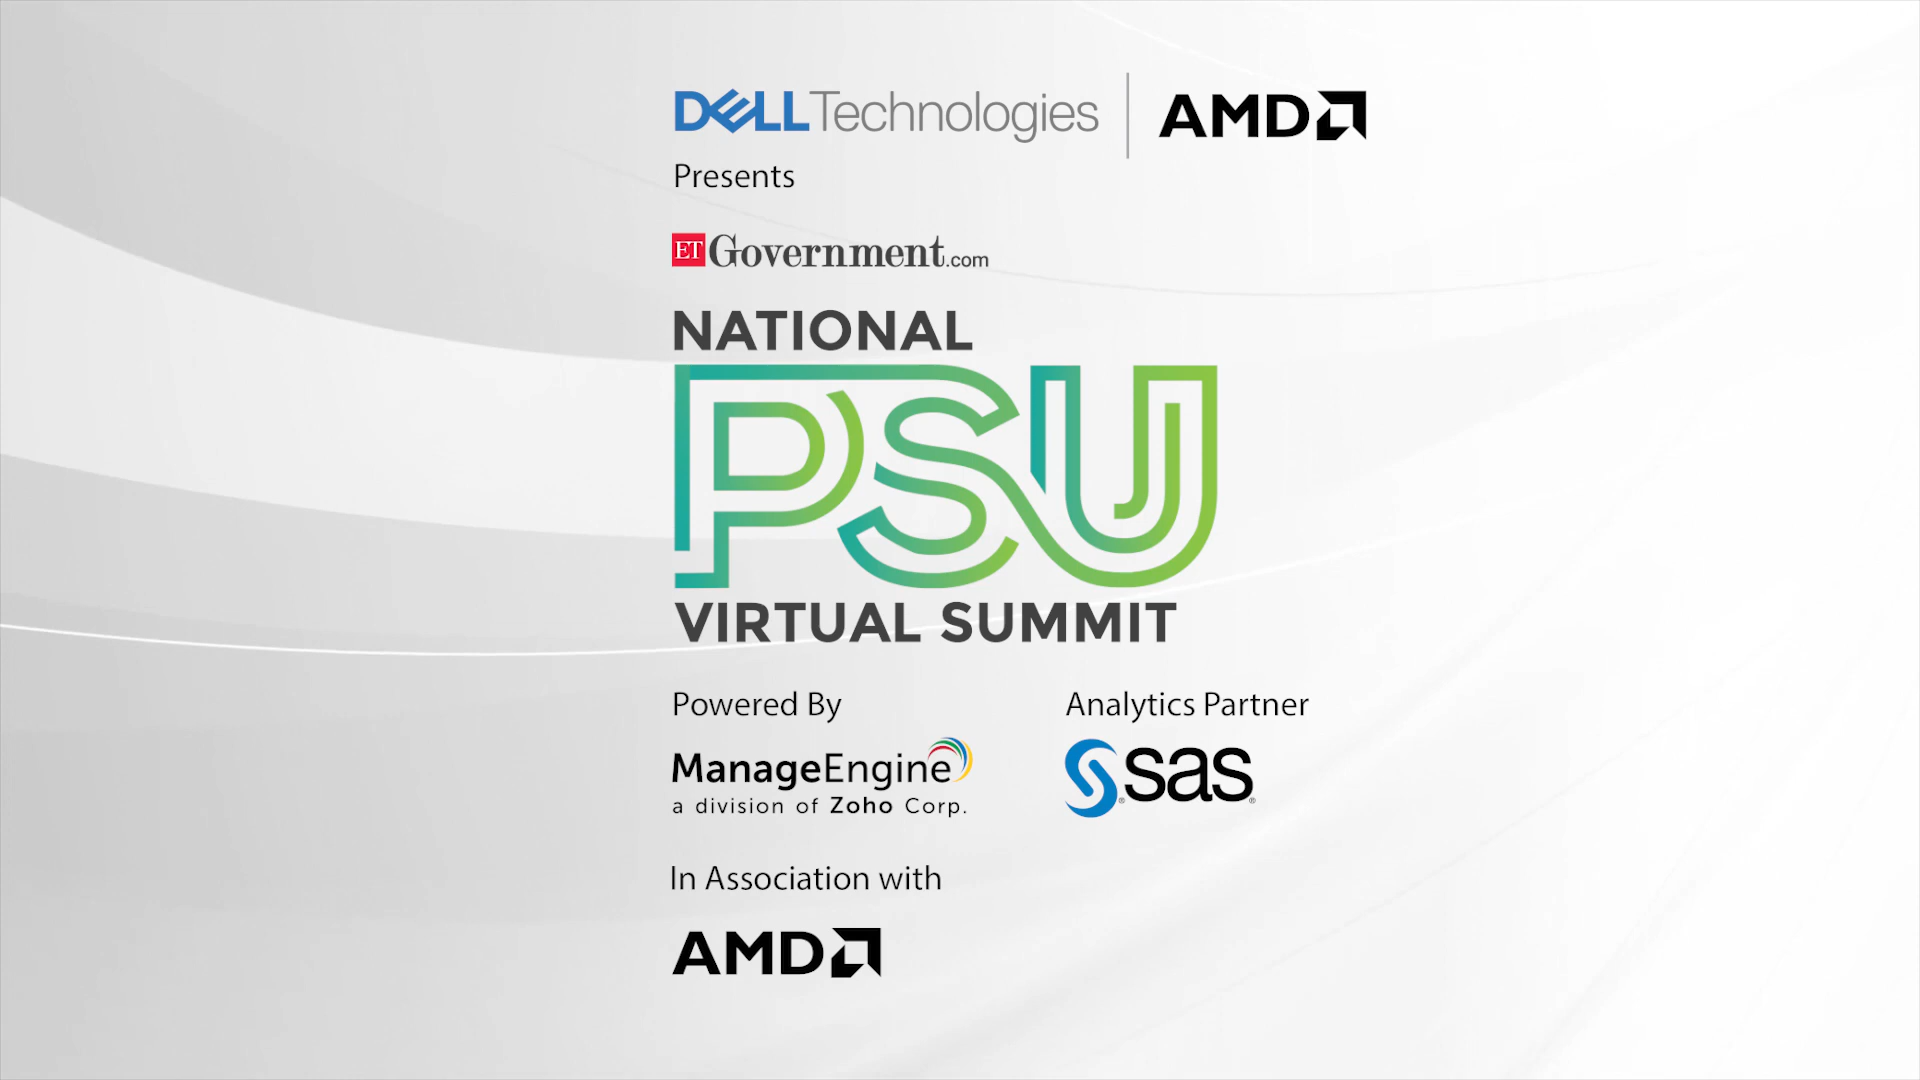 DELL Technologies | AMD
Presents
ET Government.com
NATIONAL
PSU
VIRTUAL SUMMIT
Powered By
ManageEngine
a division of Zoho Corp.
Analytics Partner
sas
In Association with
AMD